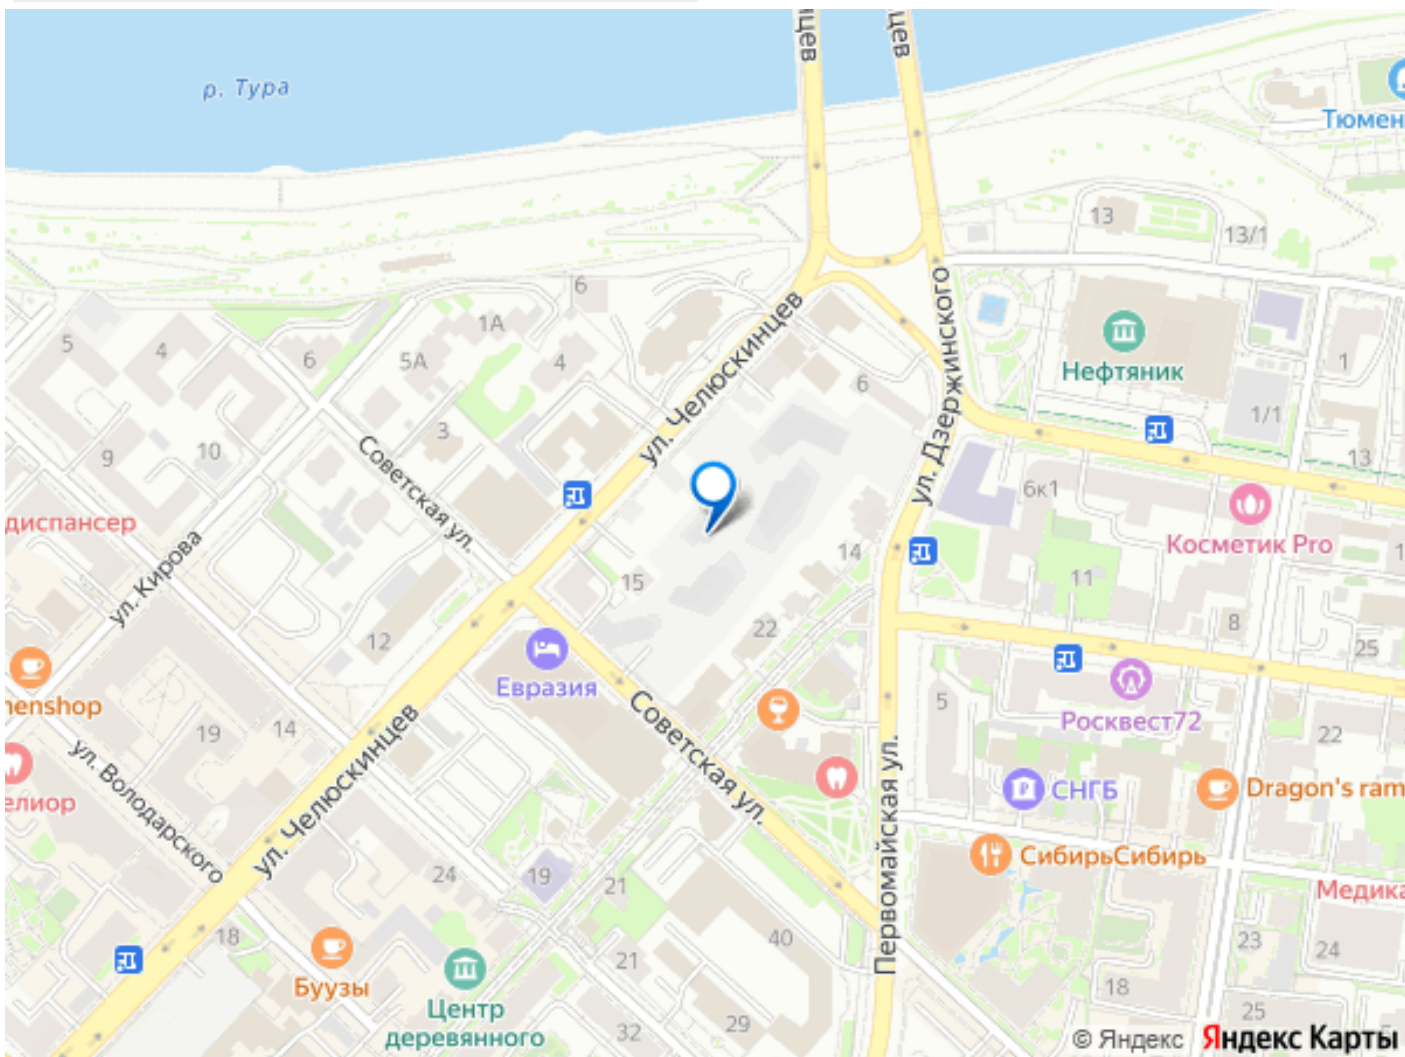 нцев
цев
р. Тура
Тюмен
13
13/1
6
1А
5
4
6
5А
4
ул. Челюскинцев
ул. Дзержинского
Нефтяник
1
6
1/1
3
10
9
Советская ул.
13
6к1
диспансер
Косметик Pro
ул. Кирова
15
14
11
1
12
22
8
25
Евразия
menshop
5
Росквест72
22
19
14
Советская ул.
ул. Володарского
елиор
ул. Челюскинцев
Первомайская ул.
СНГБ
Dragon's ram
СибирьСибирь
24
19
21
Медика
18
40
23
24
Буузы
21
18
Центр
деревянного
32
29
25
5
© Яндекс Яндекс Карты